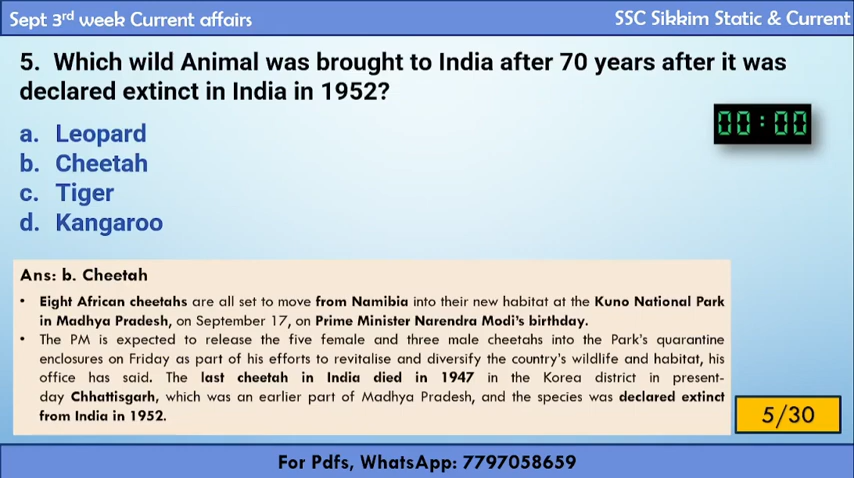 Sept 3rd week Current affairs
SSC Sikkim Static & Current
5. Which wild Animal was brought to India after 70 years after it was
declared extinct in India in 1952?
00:00
a. Leopard
b. Cheetah
c. Tiger
d. Kangaroo
Ans: b. Cheetah
• Eight African cheetahs are all set to move from Namibia into their new habitat at the Kuno National Park
in Madhya Pradesh, on September 17, on Prime Minister Narendra Modi's birthday.
• The PM is expected to release the five female and three male cheetahs into the Park's quarantine
enclosures on Friday as part of his efforts to revitalise and diversify the country's wildlife and habitat, his
office has said. The last cheetah in India died in 1947 in the Korea district in present-
day Chhattisgarh, which was an earlier part of Madhya Pradesh, and the species was declared extinct
from India in 1952.
5/30
For Pdfs, WhatsApp: 7797058659